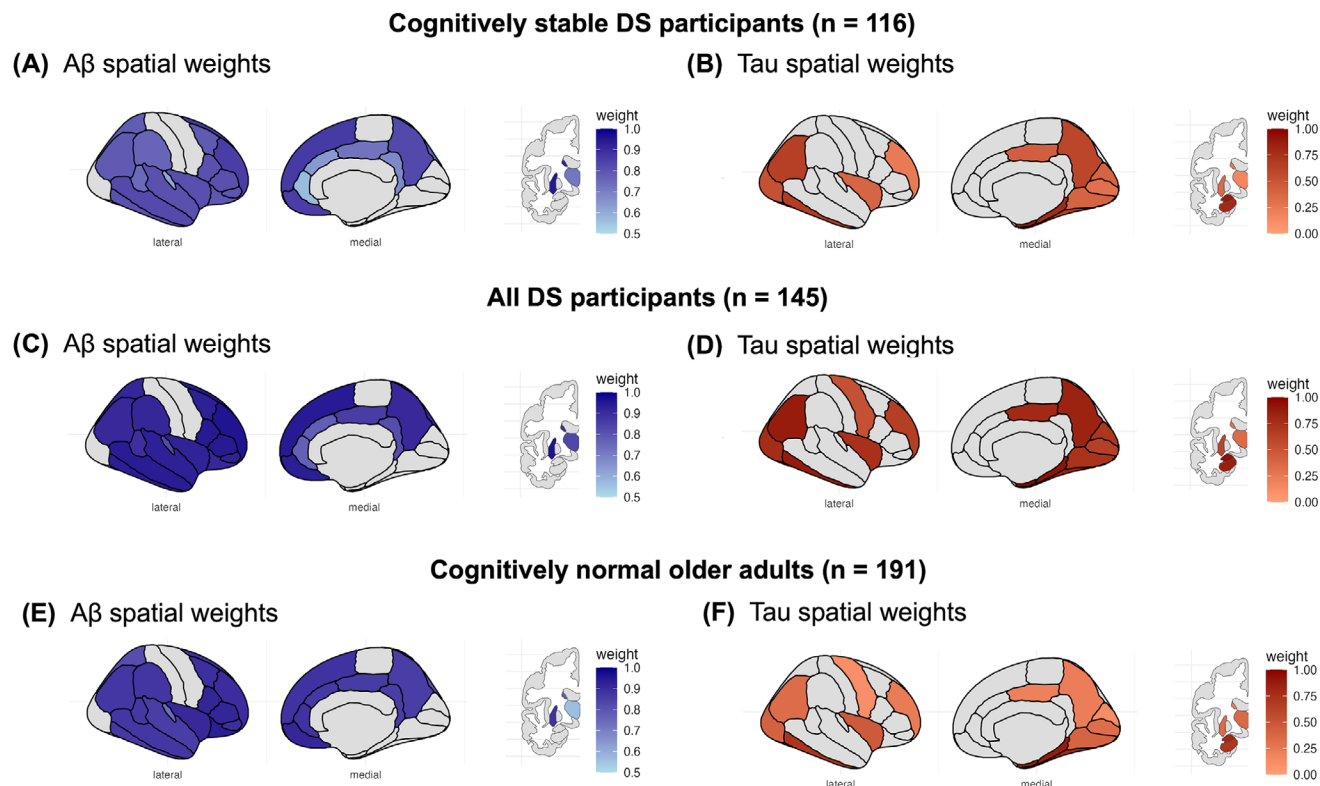 Cognitively stable DS participants (n = 116)
(A) Aβ spatial weights
(B) Tau spatial weights
weight
1.0
0.9
0.8
0.7
0.6
0.5
lateral
medial
weight
1.00
0.75
0.50
0.25
0.00
lateral
medial
All DS participants (n = 145)
(C) Aβ spatial weights
(D) Tau spatial weights
weight
1.0
0.9
0.8
0.7
0.6
0.5
lateral
medial
weight
1.00
0.75
0.50
0.25
0.00
lateral
medial
Cognitively normal older adults (n = 191)
(E) Aβ spatial weights
(F) Tau spatial weights
weight
1.0
0.9
0.8
0.7
0.6
0.5
lateral
medial
weight
1.00
0.75
0.50
0.25
0.00
lateral
medial